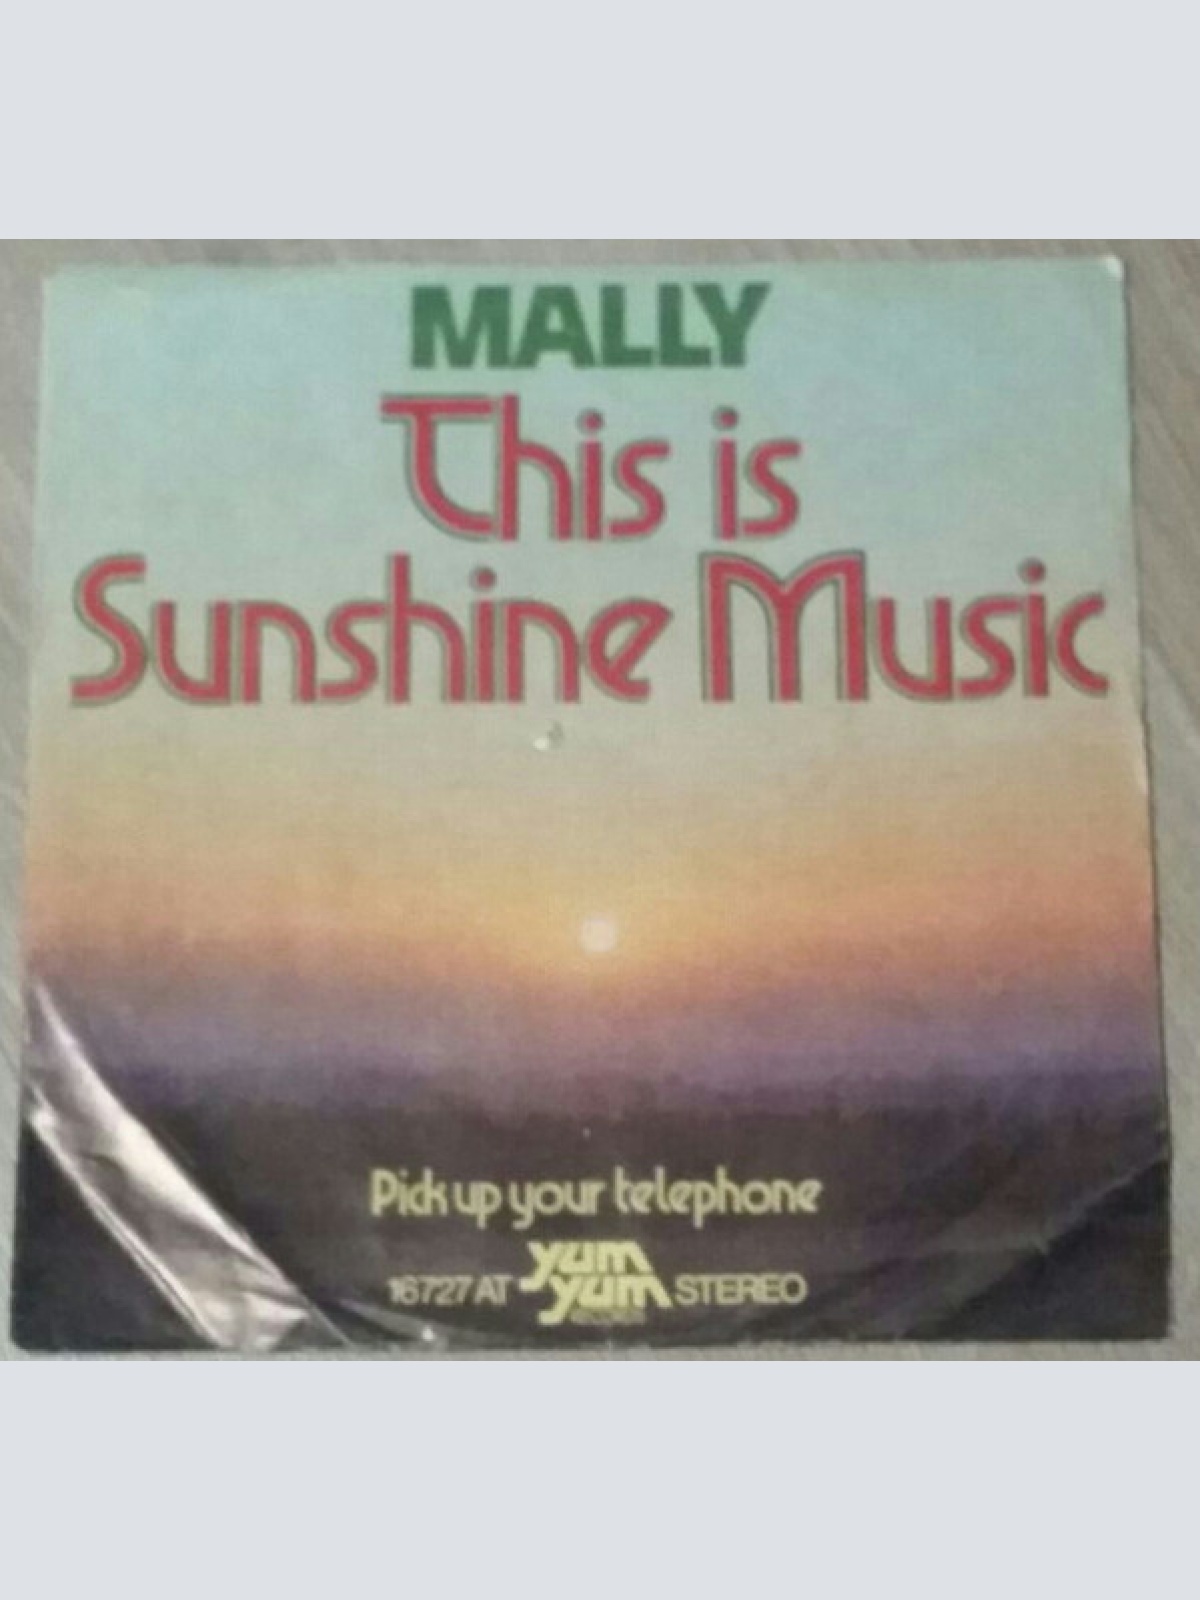 MALLY
This is
Sunshine Music
Pick up your telephone
16727 AT yum yum STEREO